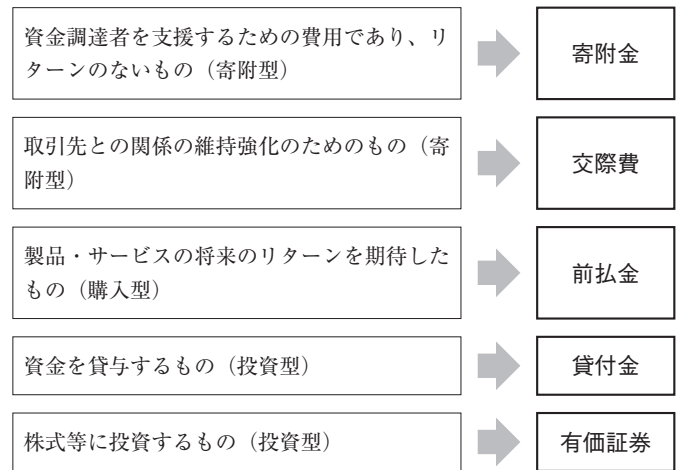 資金調達者を支援するための費用であり、リ
ターンのないもの（寄附型）
寄附金
取引先との関係の維持強化のためのもの（寄
附型）
交際費
製品・サービスの将来のリターンを期待した
もの（購入型）
前払金
資金を貸与するもの（投資型）
貸付金
株式等に投資するもの（投資型）
有価証券